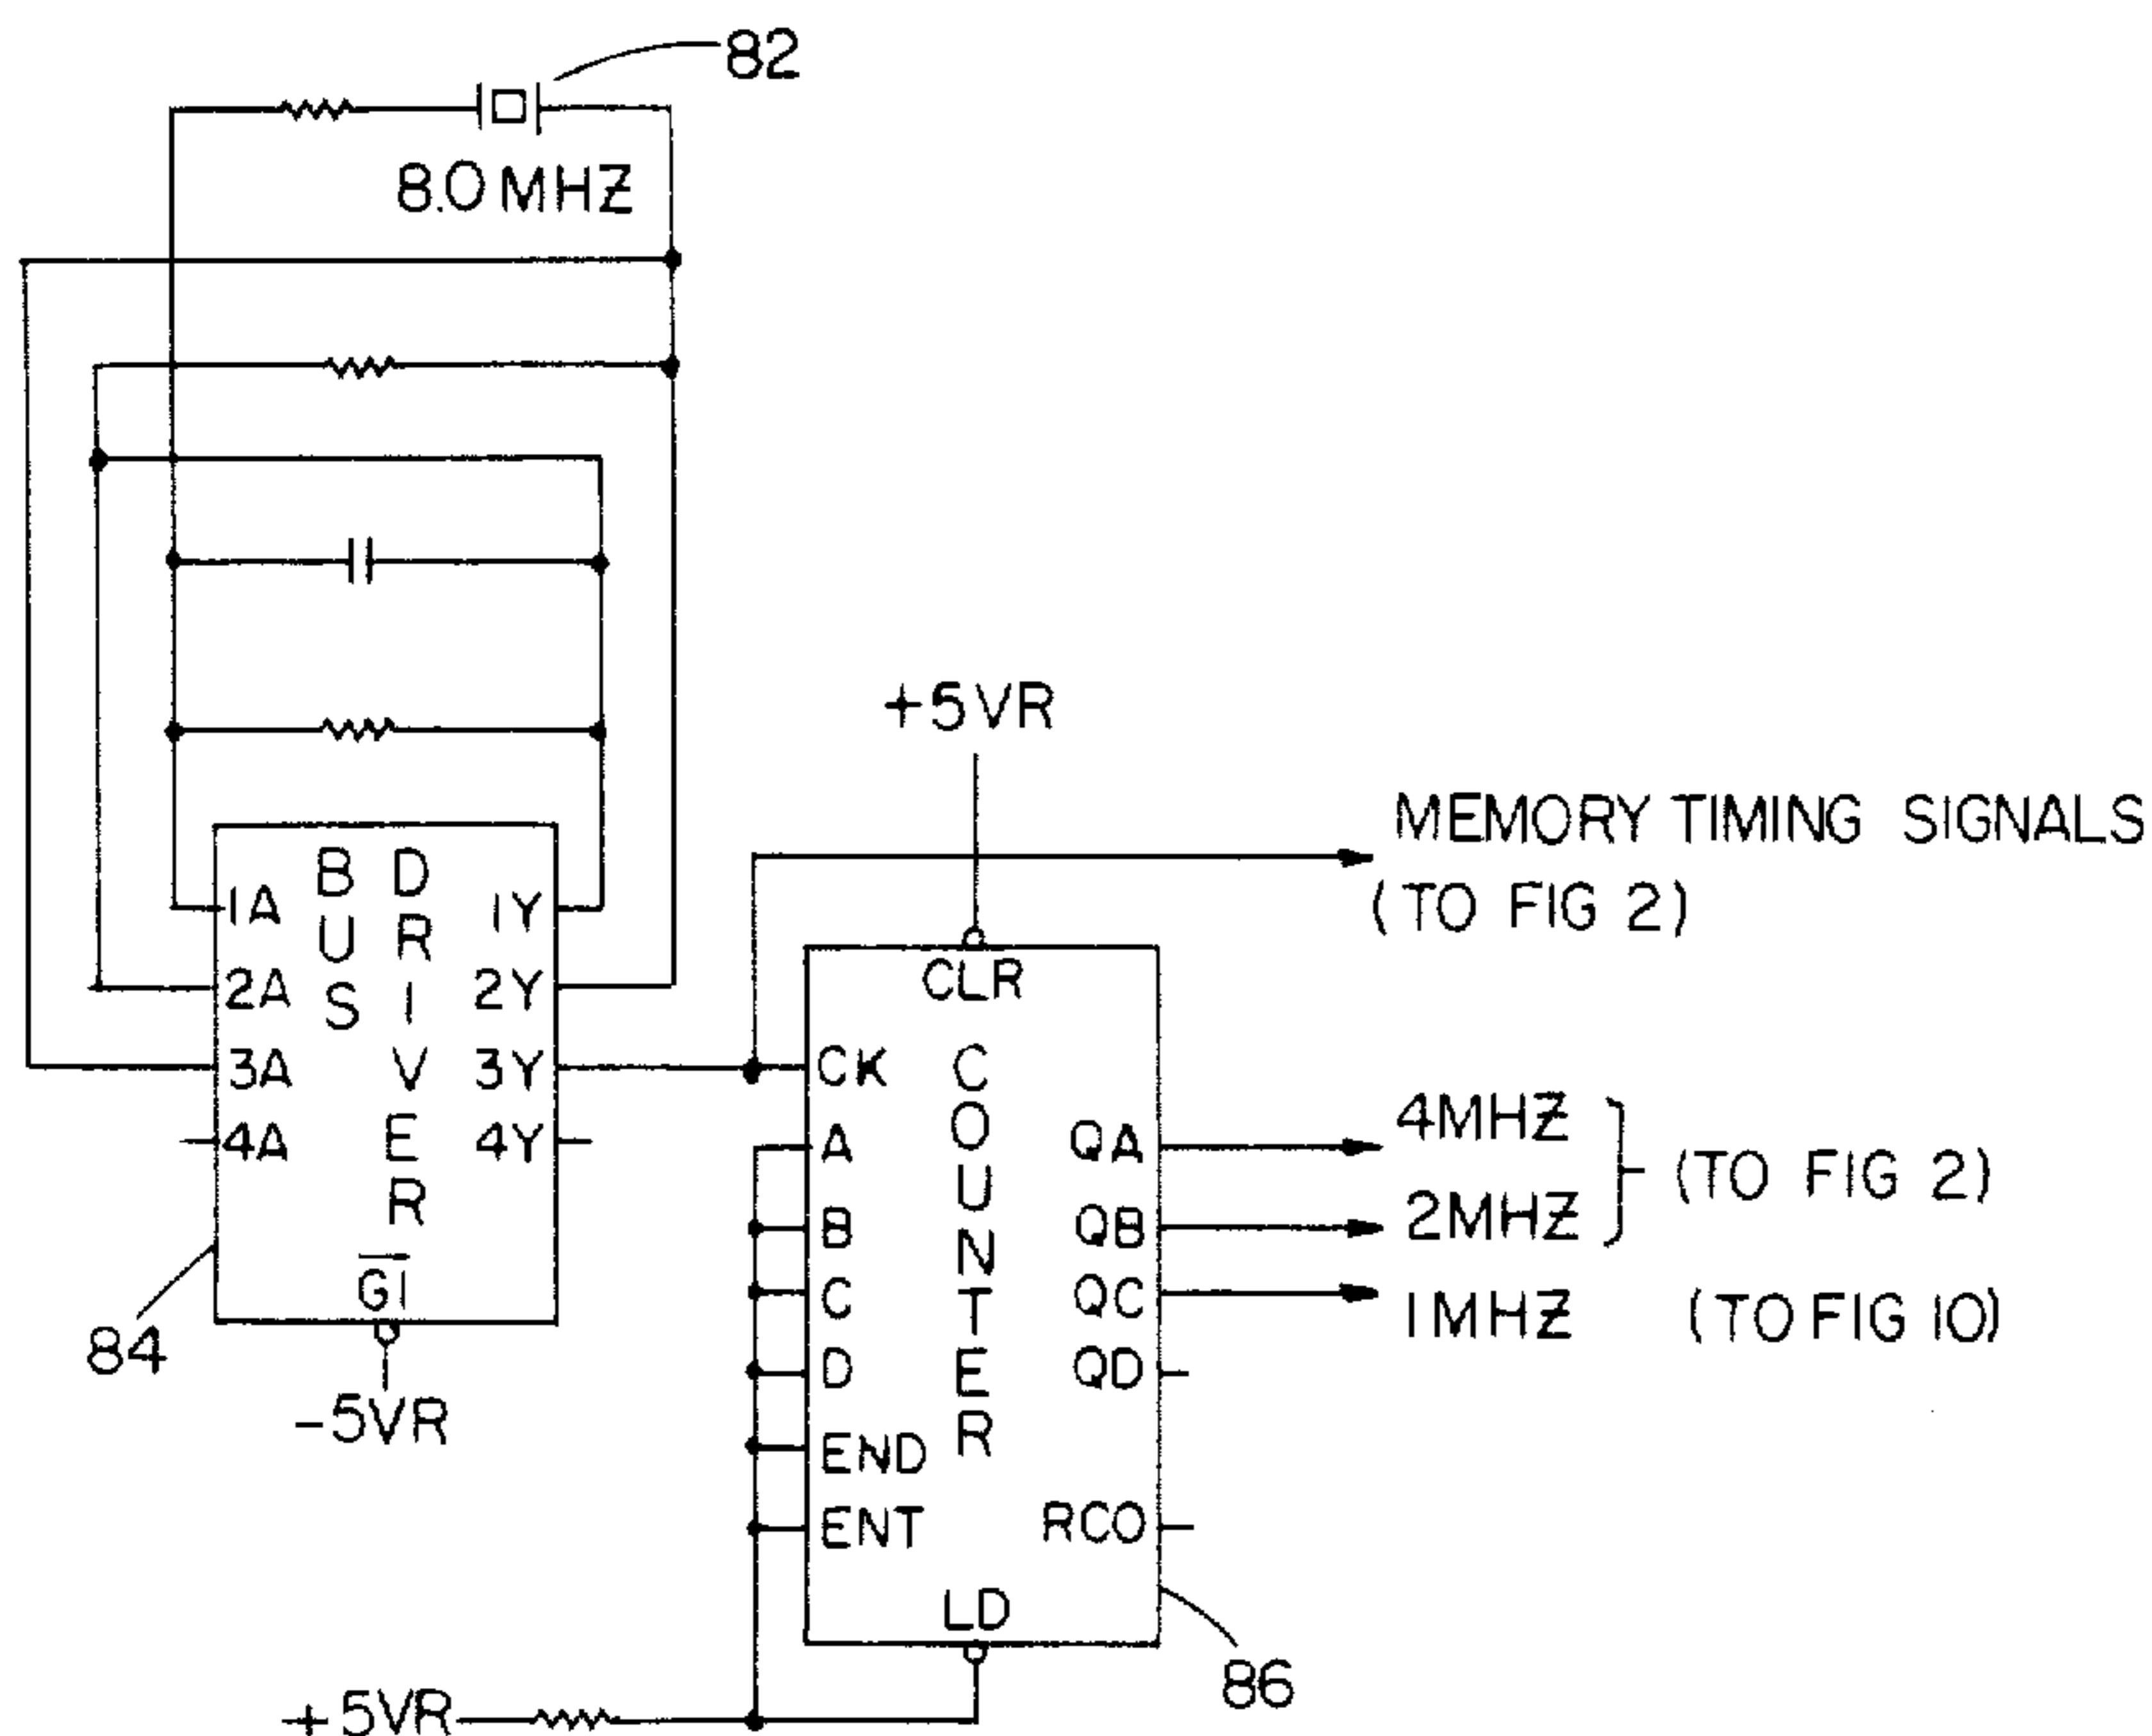 82
8.0 MHZ
+5VR
MEMORY TIMING SIGNALS
(TO FIG 2)
BUS DRIVER
1A
1Y
2A
2Y
3A
3Y
4A
4Y
G1
84
-5VR
COUNTER
CLR
CK
A
QA
4MHZ
B
QB
2MHZ
(TO FIG 2)
C
QC
1MHZ (TO FIG 10)
D
QD
END
ENT
RCO
LD
86
+5VR